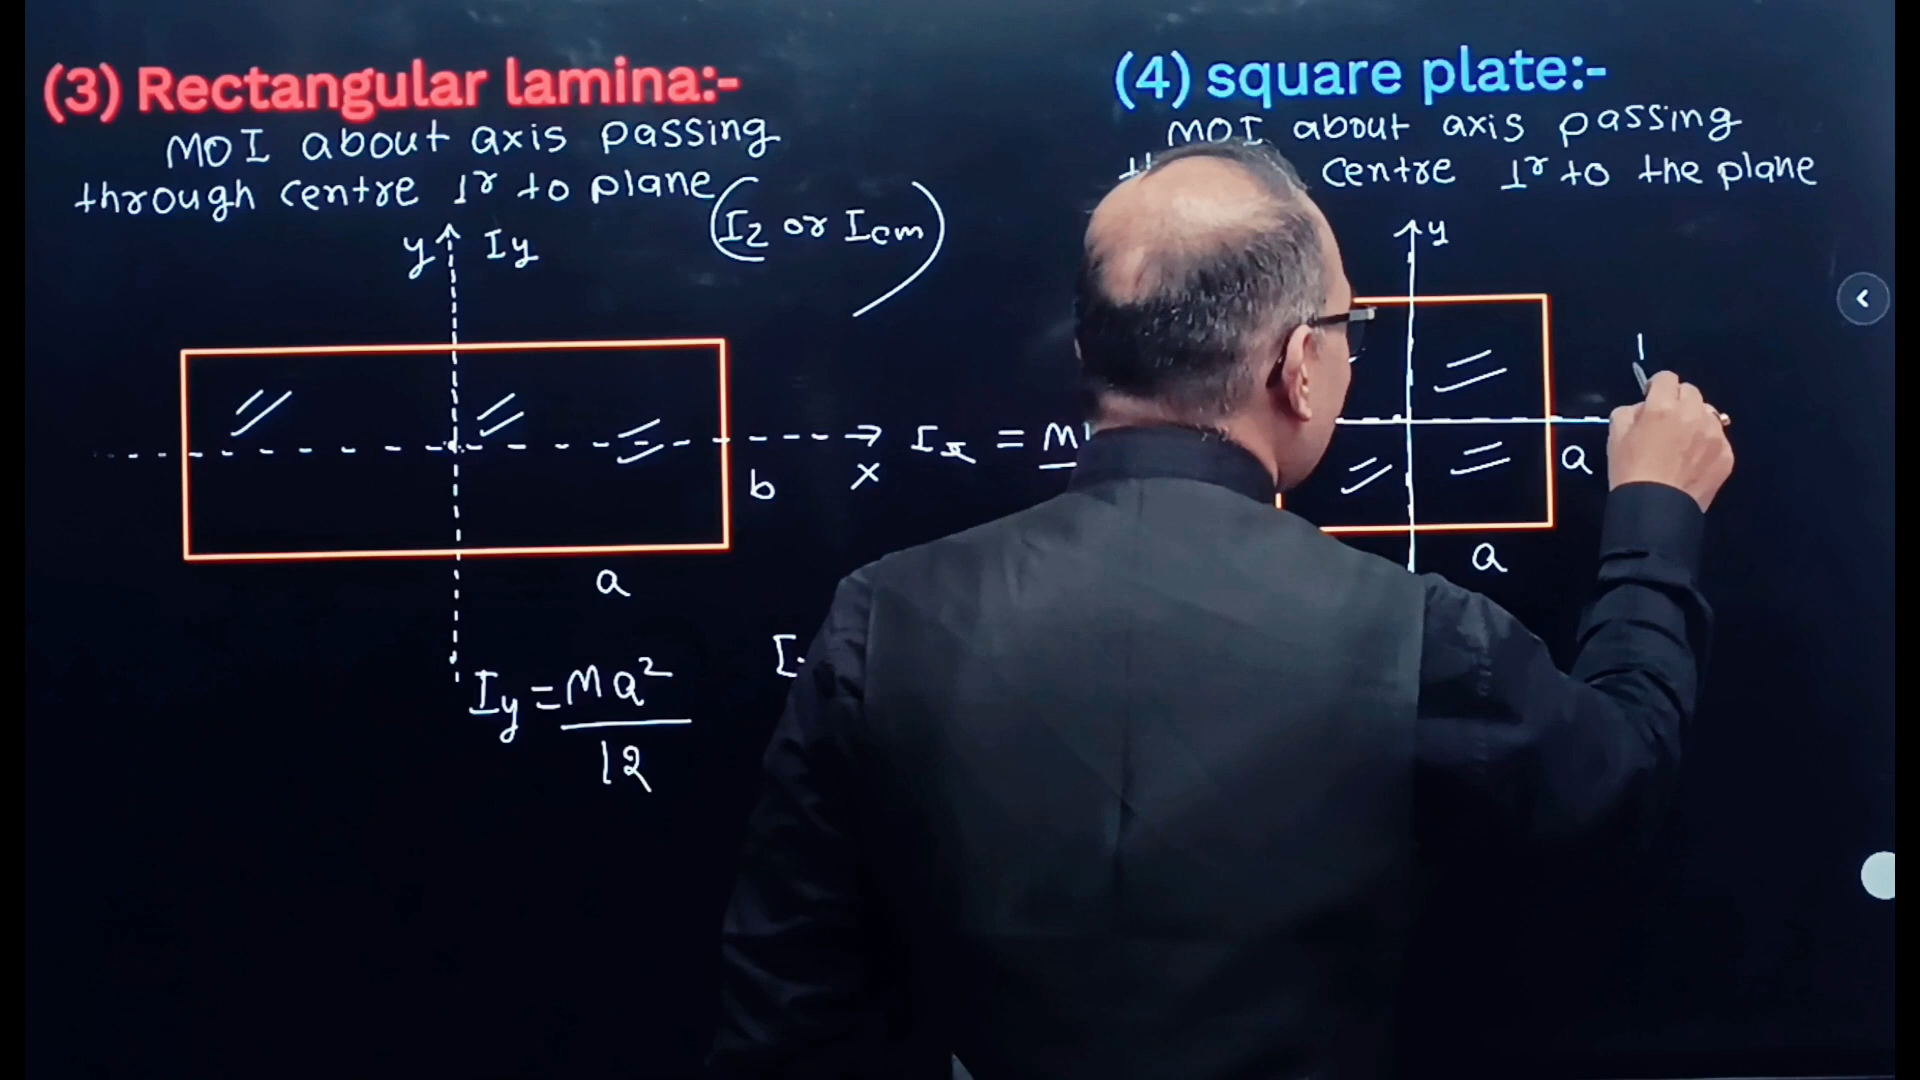 (3) Rectangular lamina:-
MOI about axis passing
through centre ⊥r to plane
(Iz or Icm)
y Iy
Ix = M
b x
a
Iy = Ma²
12
(4) square plate:-
MOI about axis passing
centre ⊥r to the plane
y
a
a